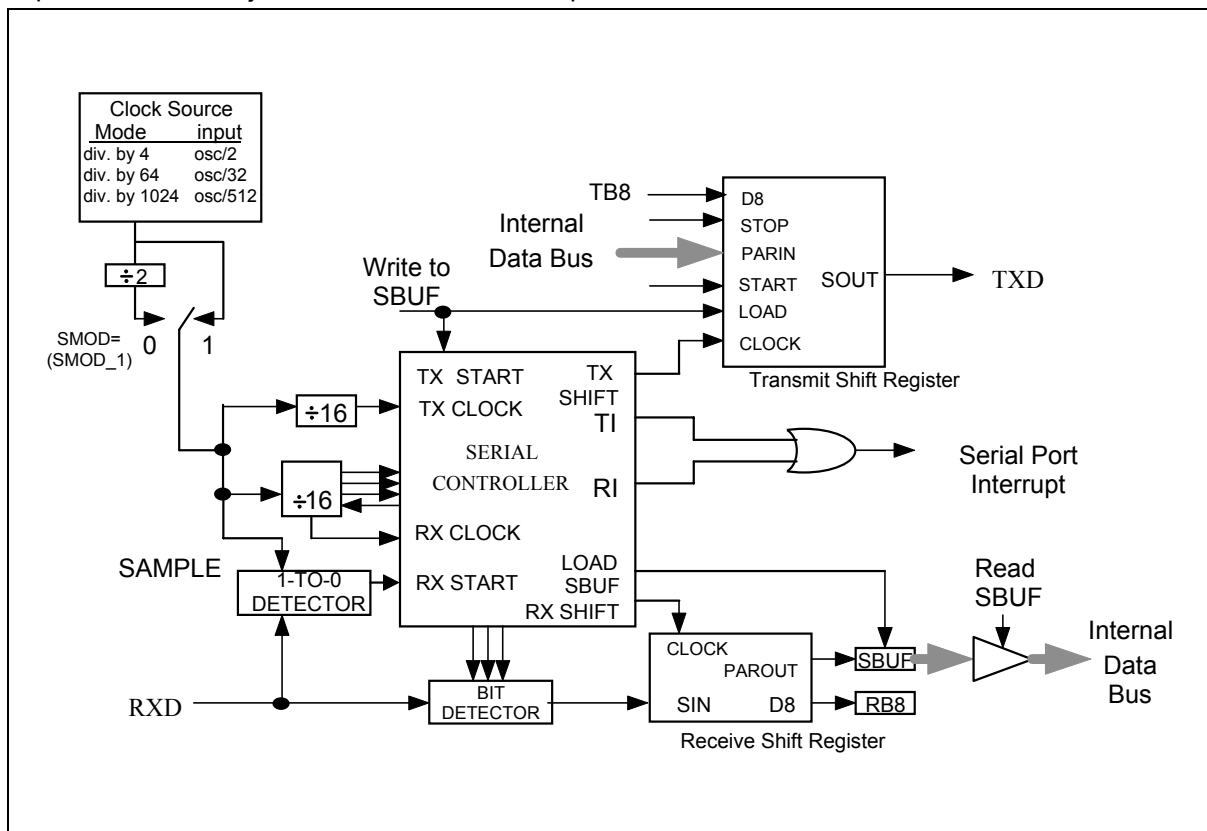 Clock Source
Mode input
div. by 4 osc/2
div. by 64 osc/32
div. by 1024 osc/512
÷2
SMOD=
(SMOD_1)
0 1
TB8
Internal
Data Bus
D8
STOP
PARIN
START
LOAD
CLOCK
SOUT
TXD
Transmit Shift Register
Write to
SBUF
÷16
÷16
TX START
TX CLOCK
SERIAL
CONTROLLER
RX CLOCK
RX START
TX
SHIFT
TI
RI
LOAD
SBUF
RX SHIFT
Serial Port
Interrupt
SAMPLE
1-TO-0
DETECTOR
RXD
BIT
DETECTOR
CLOCK
PAROUT
SIN D8
Receive Shift Register
SBUF
RB8
Read
SBUF
Internal
Data
Bus